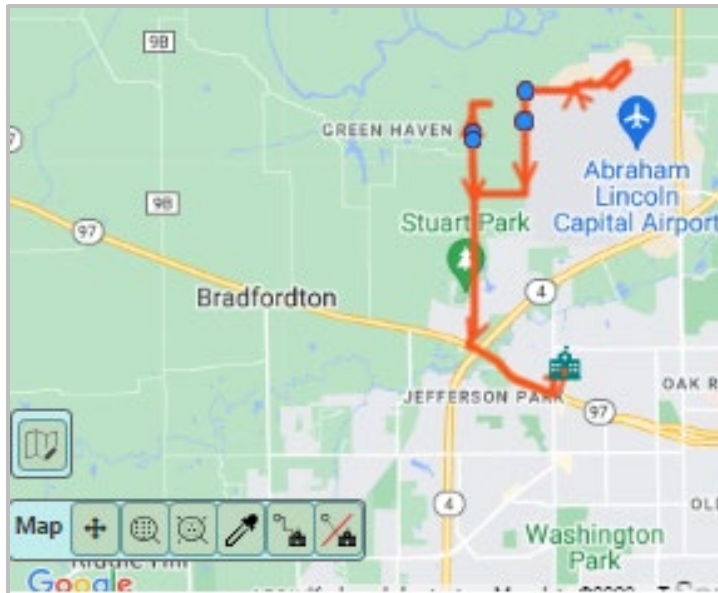 9B
GREEN HAVEN
Abraham
Lincoln
Capital Airport
9B
97
Stuart Park
4
Bradfordton
JEFFERSON PARK
OAK R
97
4
OL
Washington
Park
Map
Google